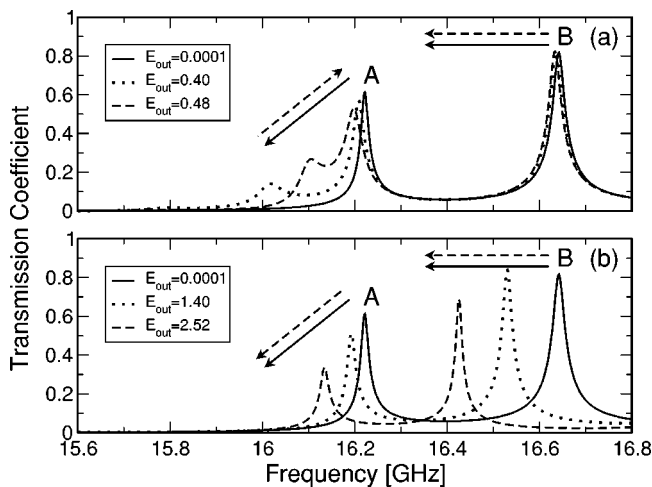 Transmission Coefficient
1
0.8
0.6
0.4
0.2
0
E_out=0.0001
E_out=0.40
E_out=0.48
A
B
(a)
1
0.8
0.6
0.4
0.2
0
E_out=0.0001
E_out=1.40
E_out=2.52
A
B
(b)
15.6 15.8 16 16.2 16.4 16.6 16.8
Frequency [GHz]